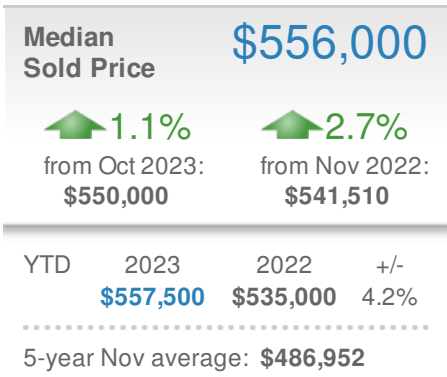 Median
Sold Price
$556,000
1.1%
from Oct 2023:
$550,000
2.7%
from Nov 2022:
$541,510
YTD 2023 2022 +/-
$557,500 $535,000 4.2%
5-year Nov average: $486,952